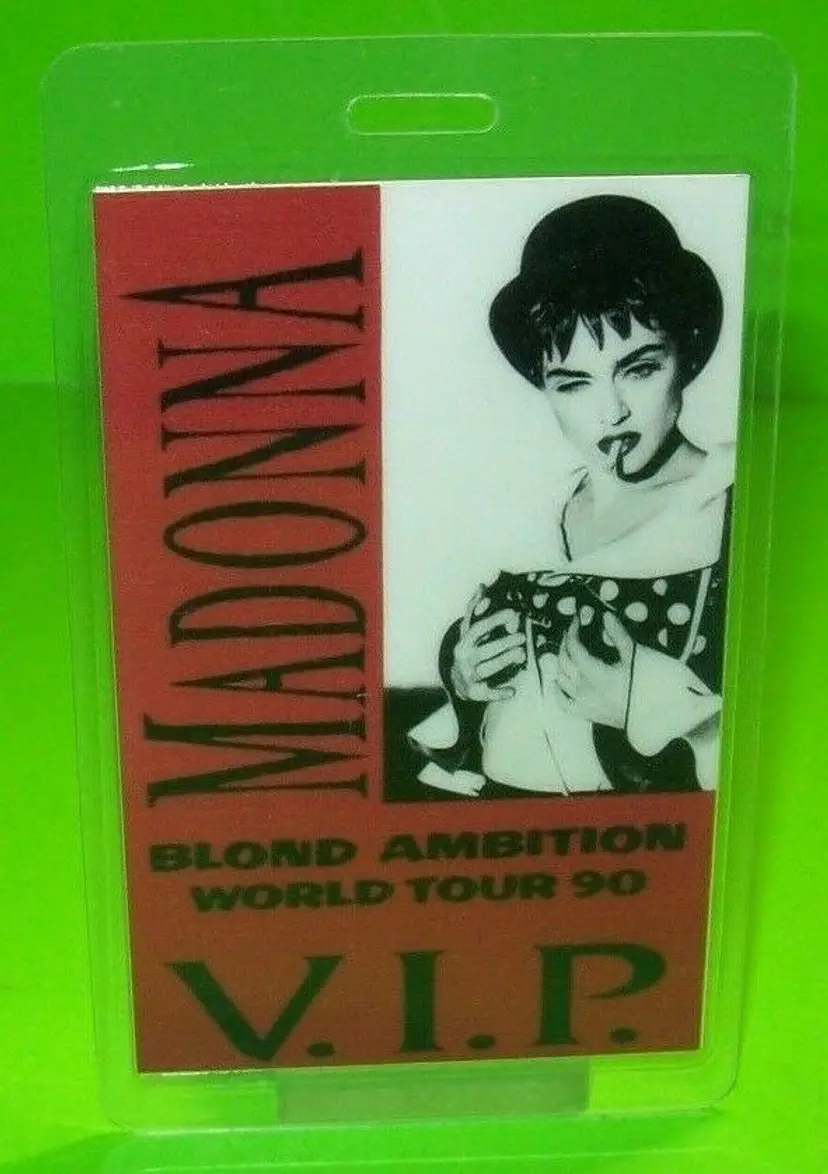 MADONNA
BLOND AMBITION
WORLD TOUR 90
V.I.P.